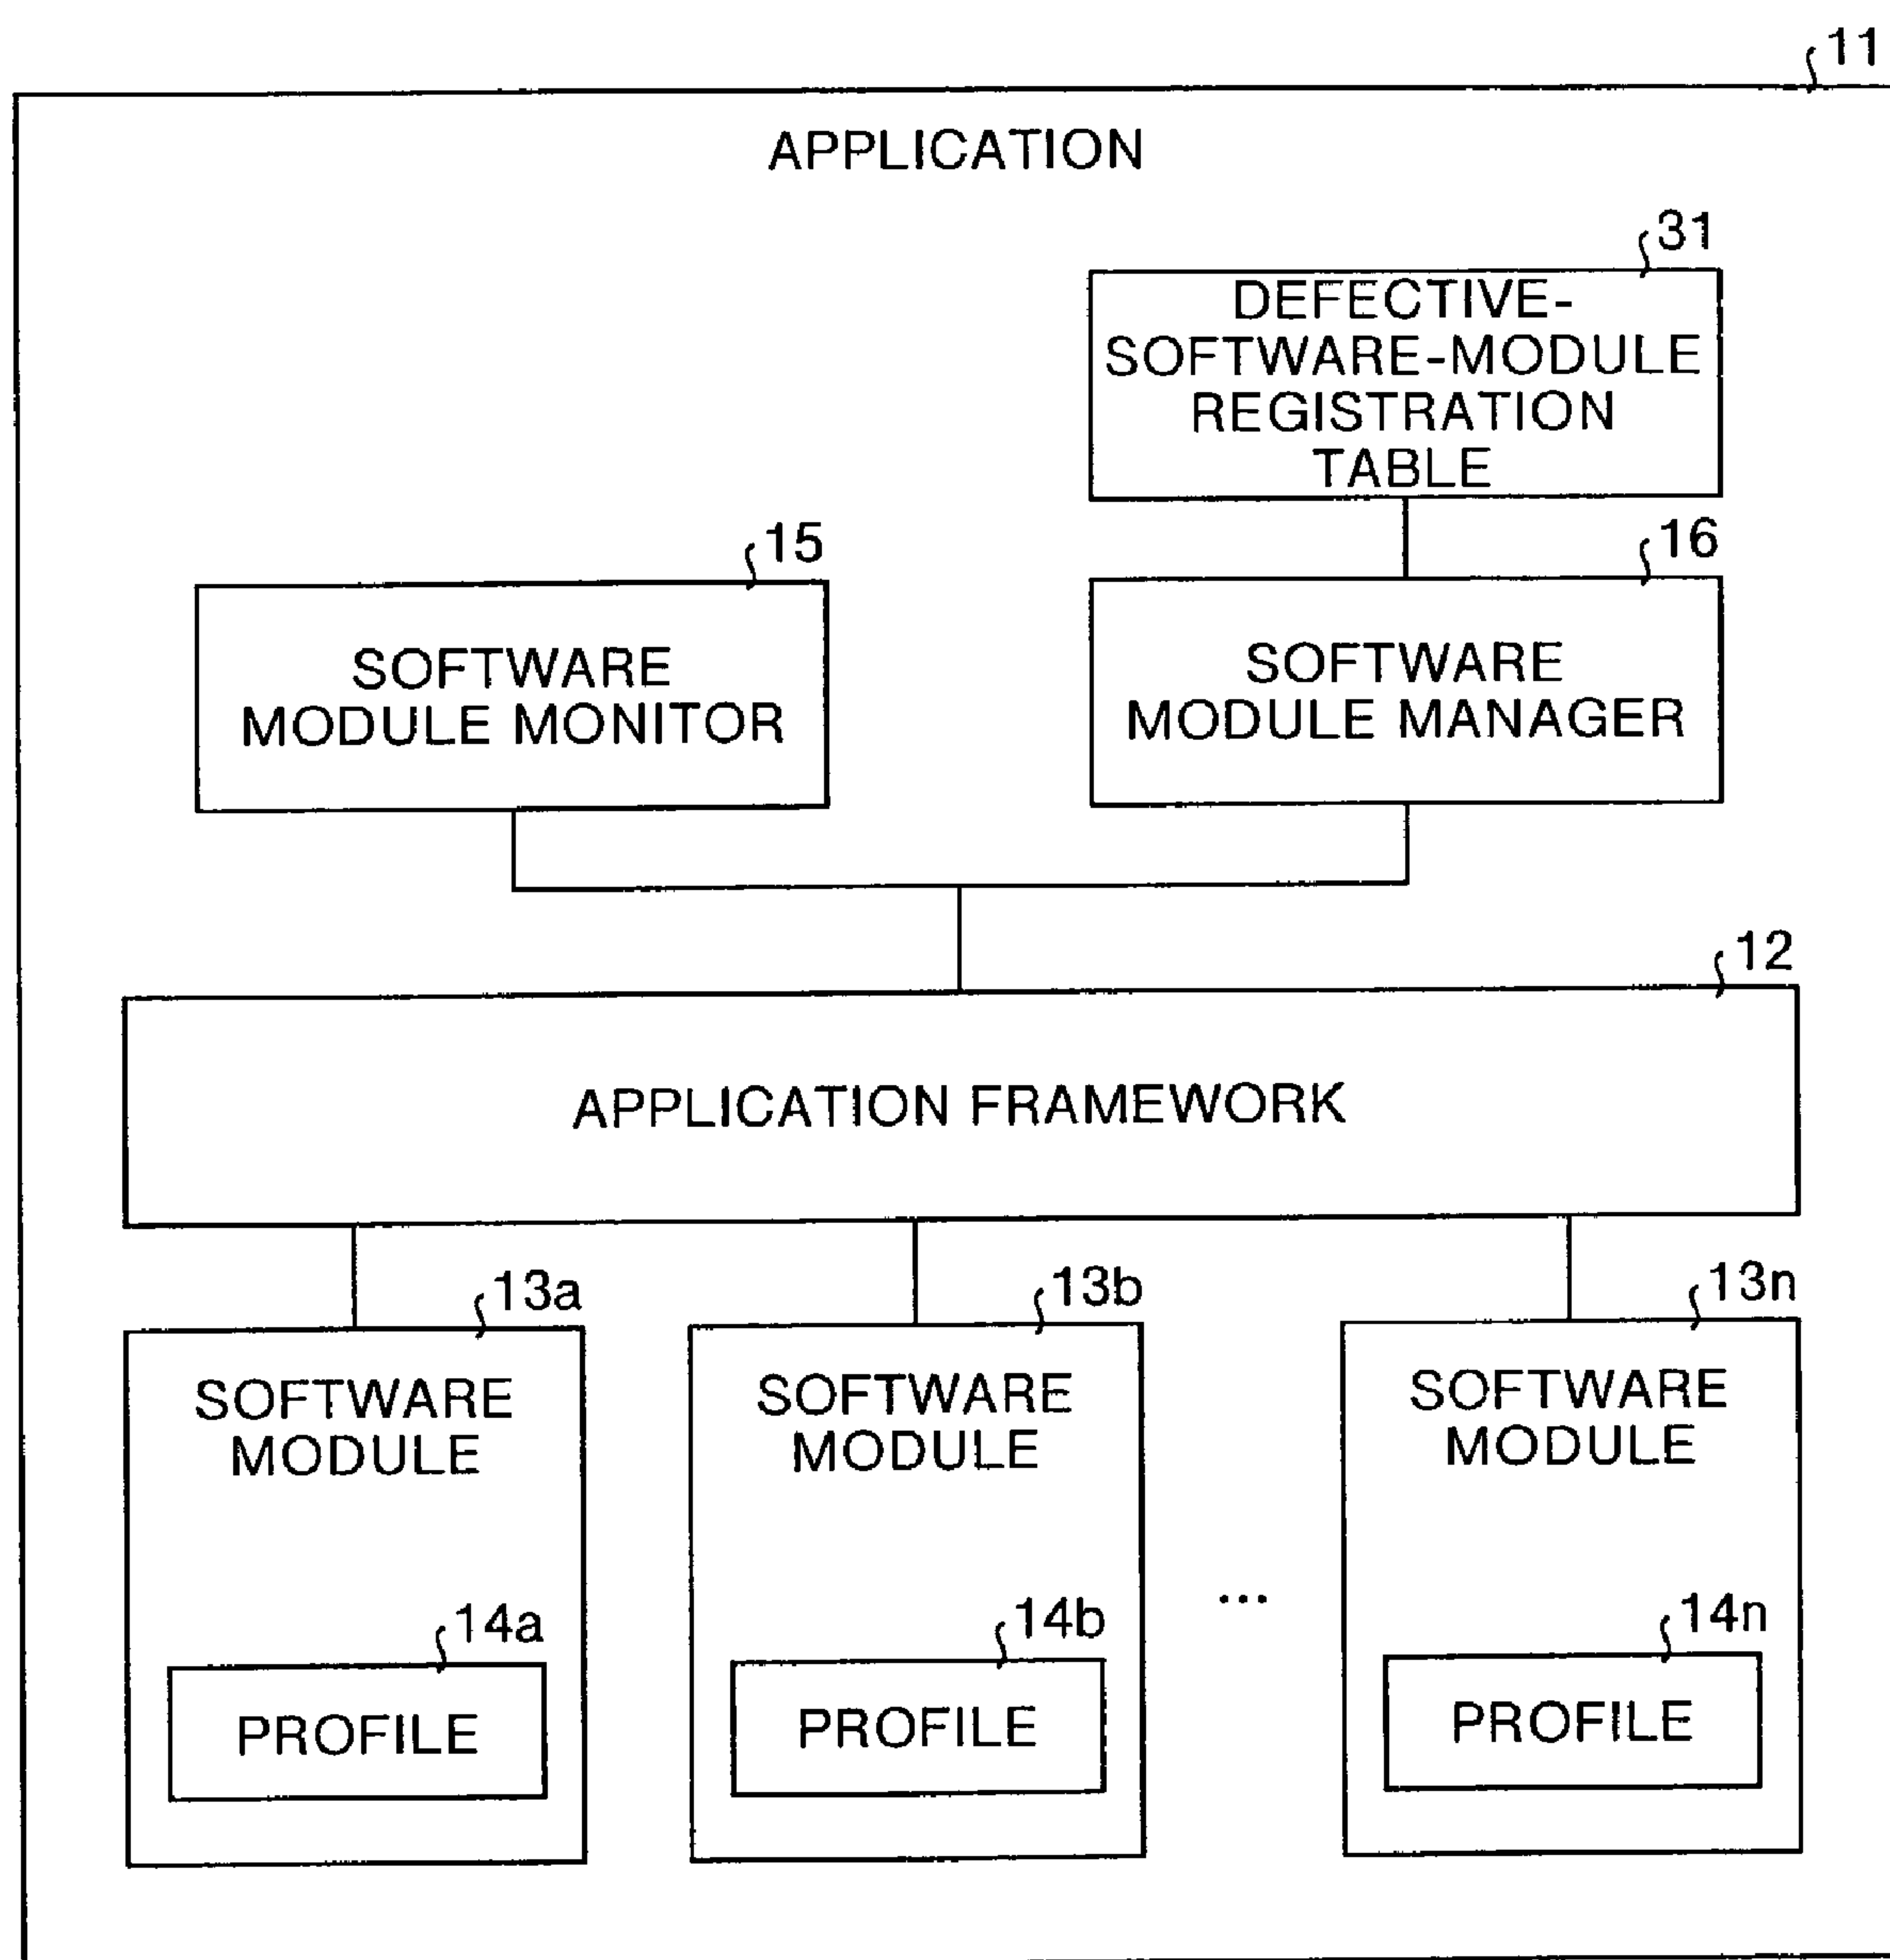 11
APPLICATION
31
DEFECTIVE-
SOFTWARE-MODULE
REGISTRATION
TABLE
15
SOFTWARE
MODULE MONITOR
16
SOFTWARE
MODULE MANAGER
12
APPLICATION FRAMEWORK
13a
SOFTWARE
MODULE
14a
PROFILE
13b
SOFTWARE
MODULE
14b
PROFILE
...
13n
SOFTWARE
MODULE
14n
PROFILE